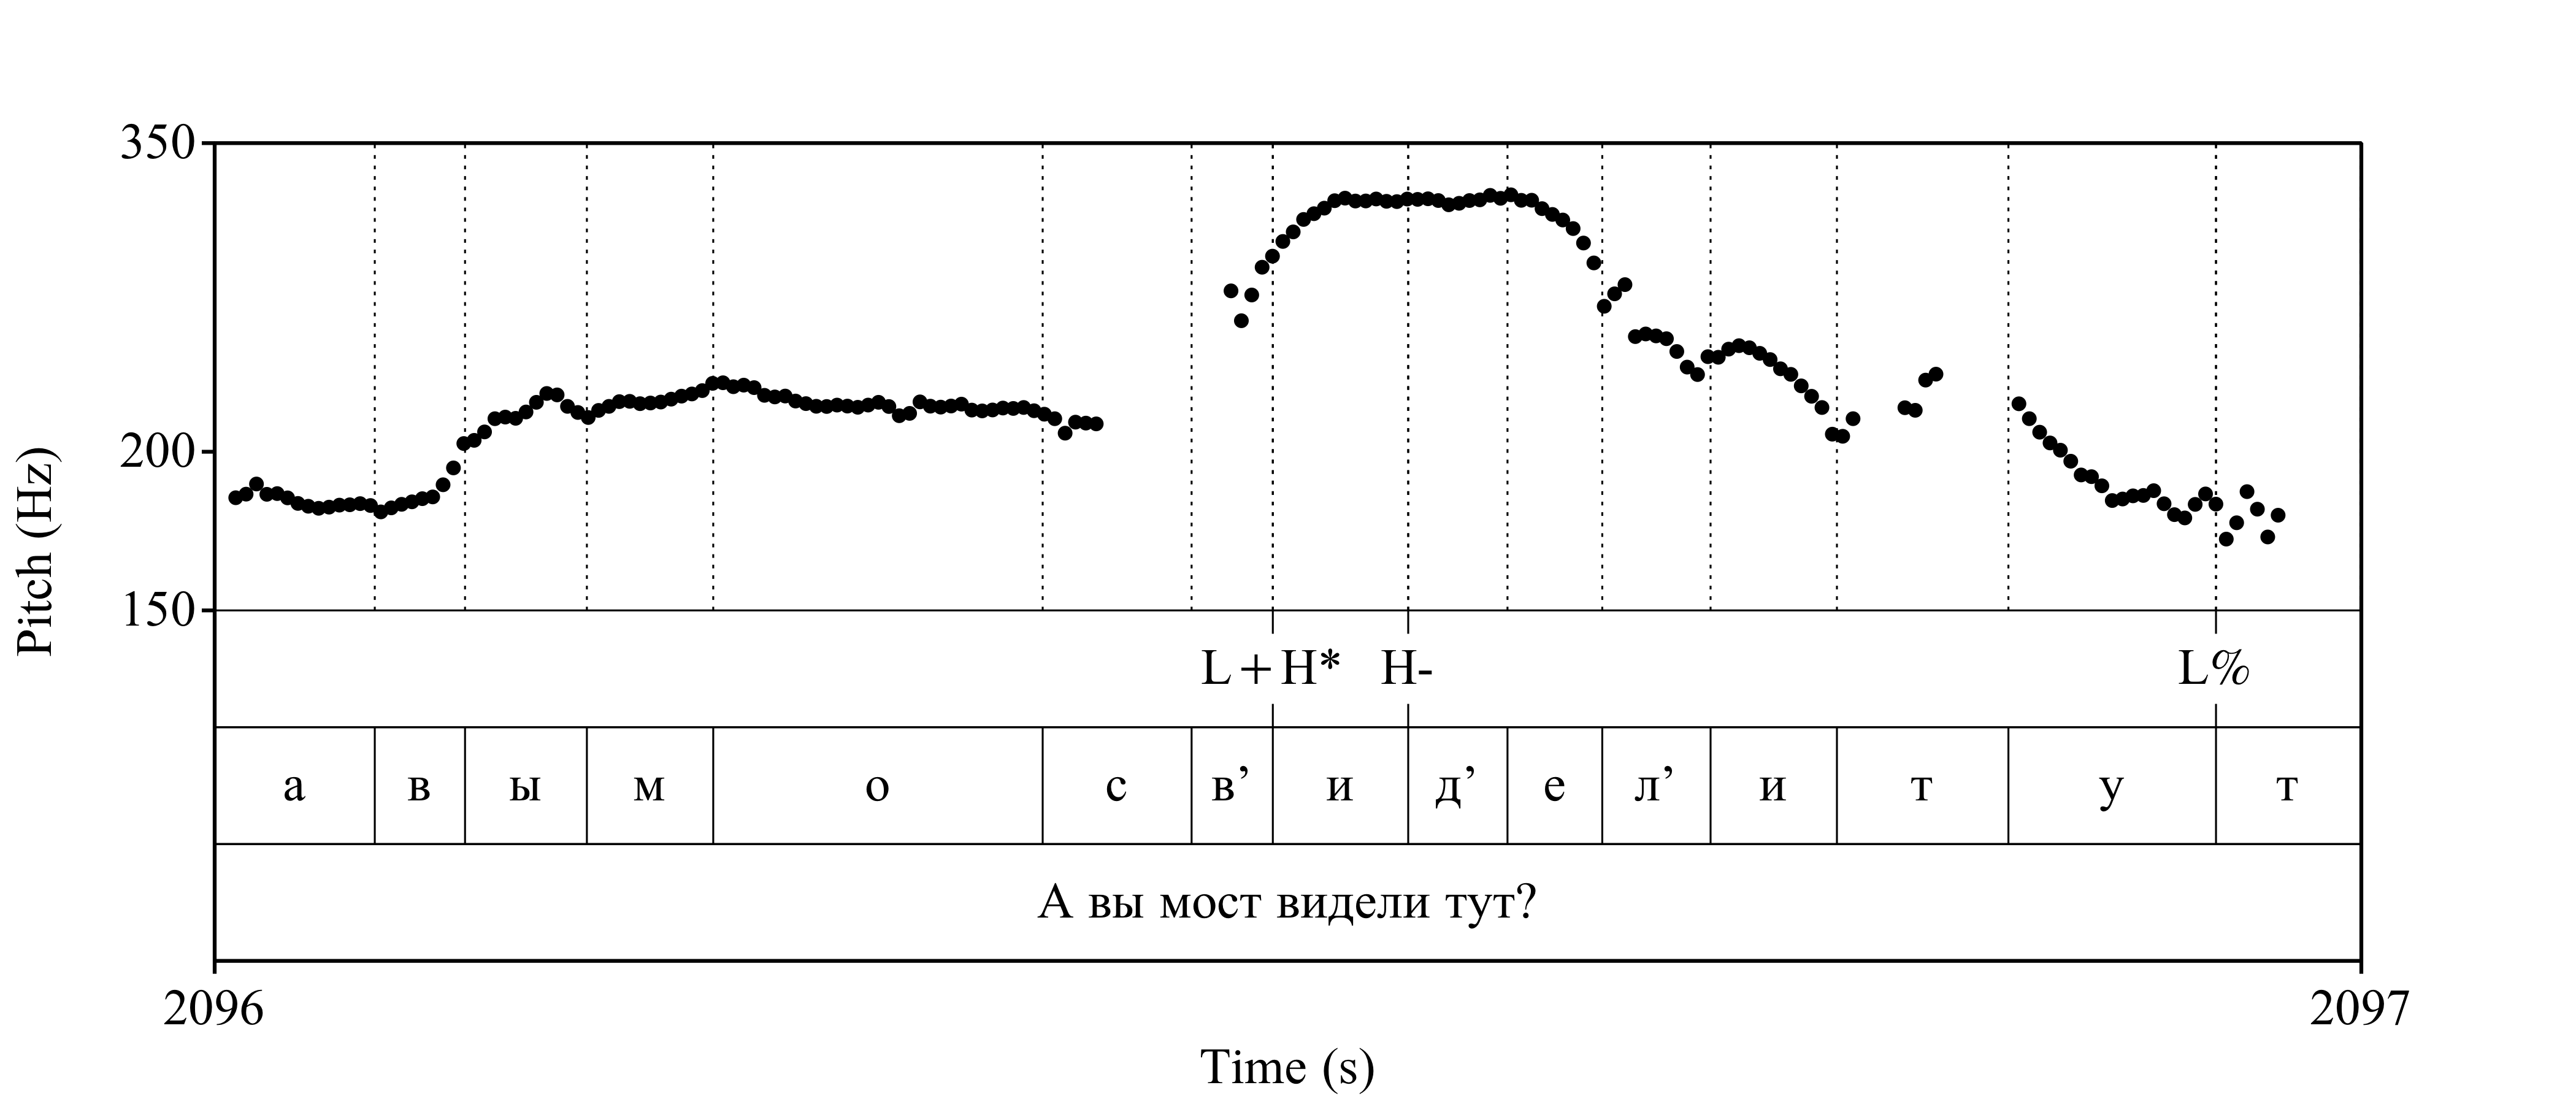 350
200
150
Pitch (Hz)
L+H* H- L%
а в ы м о с в’ и д’ е л’ и т у т
А вы мост видели тут?
2096 2097
Time (s)